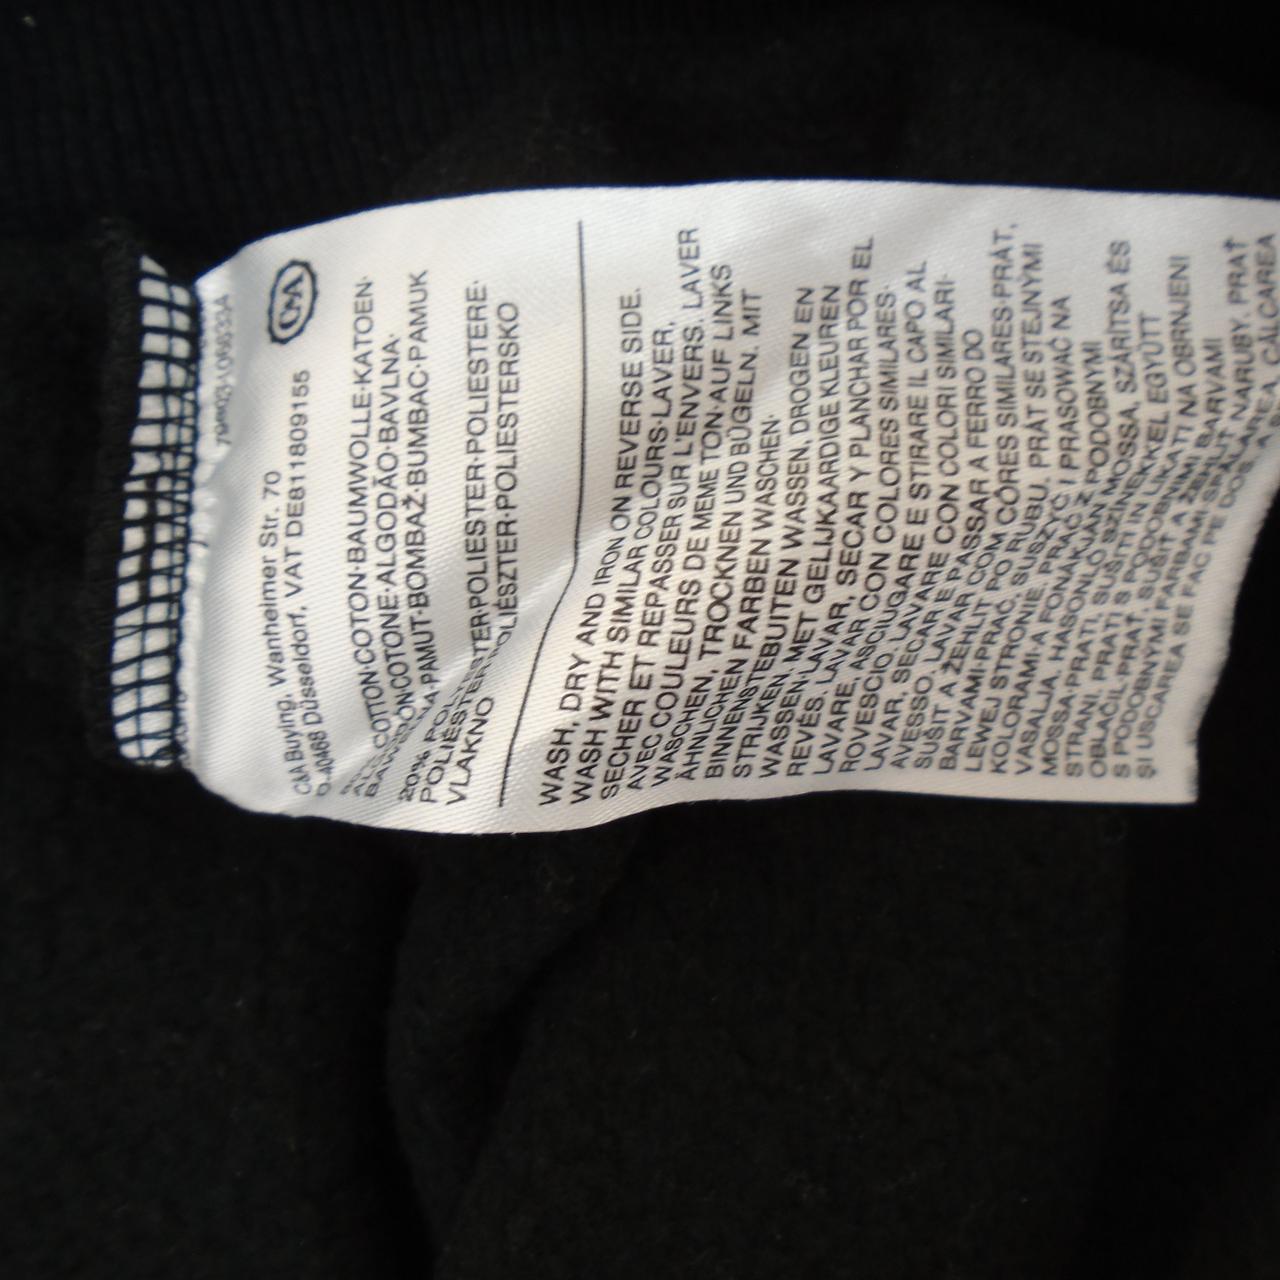 C&A
C&A Buying, Wanheimer Str. 70
D-40468 Düsseldorf, VAT DE811809155
COTTON·COTON·BAUMWOLLE·KATOEN·
COTONE·ALGODÃO·BAVLNA·
PAMUT·BOMBAŽ·BUMBAC·PAMUK
20% POLIESTER·POLIESTERE·
POLIÉSZTER·POLIESTERSKO
VLAKNO
WASH, DRY AND IRON ON REVERSE SIDE.
WASH WITH SIMILAR COLOURS·LAVER,
SECHER ET REPASSER SUR L'ENVERS. LAVER
AVEC COULEURS DE MEME TON·AUF LINKS
WASCHEN, TROCKNEN UND BÜGELN. MIT
ÄHNLICHEN FARBEN WASCHEN·
BINNENSTEBUITEN WASSEN, DROGEN EN
STRIJKEN, MET GELIJKAARDIGE KLEUREN
WASSEN·LAVAR, SECAR Y PLANCHAR POR EL
REVÉS. LAVAR CON COLORES SIMILARES·
LAVARE, ASCIUGARE E STIRARE IL CAPO AL
ROVESCIO. LAVARE CON COLORI SIMILARI·
LAVAR, SECAR E PASSAR A FERRO DO
AVESSO. LAVAR COM CÔRES SIMILARES·PRÁT,
SUŠIT A ŽEHLIT PO RUBU. PRÁT SE STEJNÝMI
BARVAMI·PRAĆ, SUSZYĆ I PRASOWAĆ NA
LEWEJ STRONIE, PRAĆ Z PODOBNYMI
KOLORAMI·A FONÁKJÁN MOSSA, SZÁRÍTSA ÉS
VASALJA, HASONLÓ SZÍNEKKEL EGYÜTT
MOSSA·PRATI, SUŠITI IN LIKATI NA OBRNJENI
STRANI. PRATI S PODOBNIMI BARVAMI
OBLAČIL·PRAŤ, SUŠIŤ A ŽEHLIŤ NARUBY. PRAŤ
S PODOBNÝMI FARBAMI·SPĂLAREA, CĂLCAREA
ŞI USCAREA SE FAC PE DOS.